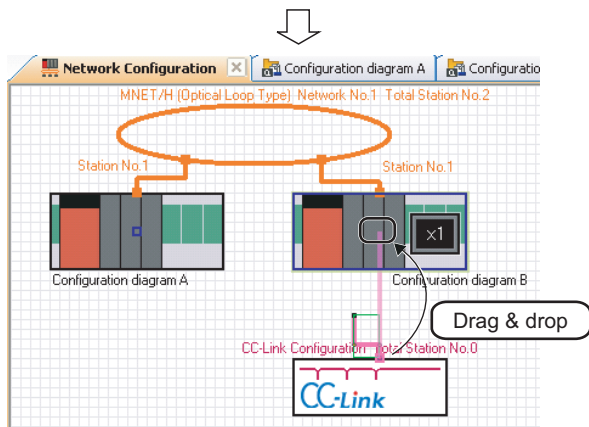 Network Configuration
Configuration diagram A
Configuratio
MNET/H (Optical Loop Type) Network No.1 Total Station No.2
Station No.1
Station No.1
x1
Configuration diagram A
Configuration diagram B
Drag & drop
CC-Link Configuration Total Station No.0
CC-Link